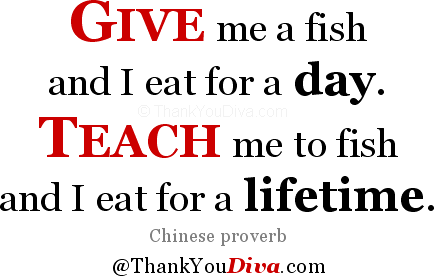 GIVE me a fish
and I eat for a day.
© ThankYouDiva.com
TEACH me to fish
and I eat for a lifetime.
Chinese proverb
@ThankYouDiva.com